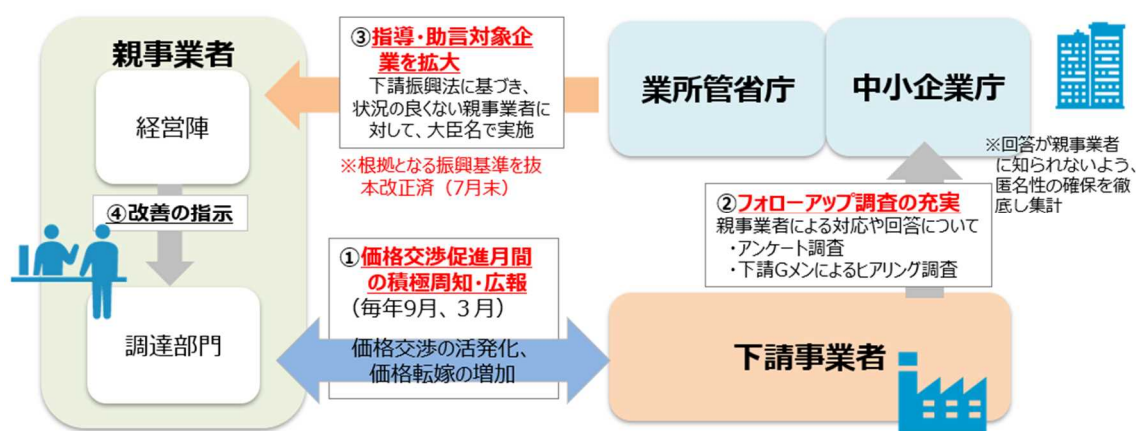 親事業者
経営陣
④改善の指示
調達部門
③指導・助言対象企
業を拡大
下請振興法に基づき、
状況の良くない親事業者に
対して、大臣名で実施
※根拠となる振興基準を抜
本改正済（7月末）
①価格交渉促進月間
の積極周知・広報
（毎年9月、３月）
価格交渉の活発化、
価格転嫁の増加
業所管省庁
中小企業庁
※回答が親事業者
に知られないよう、
匿名性の確保を徹
底し集計
②フォローアップ調査の充実
親事業者による対応や回答について
・アンケート調査
・下請Gメンによるヒアリング調査
下請事業者